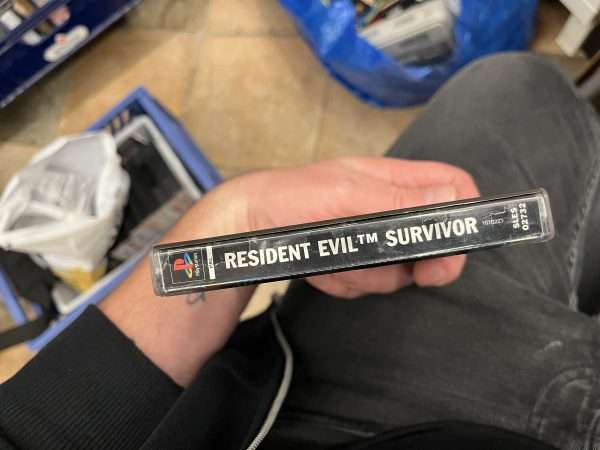 RESIDENT EVIL™ SURVIVOR
SLES
02732